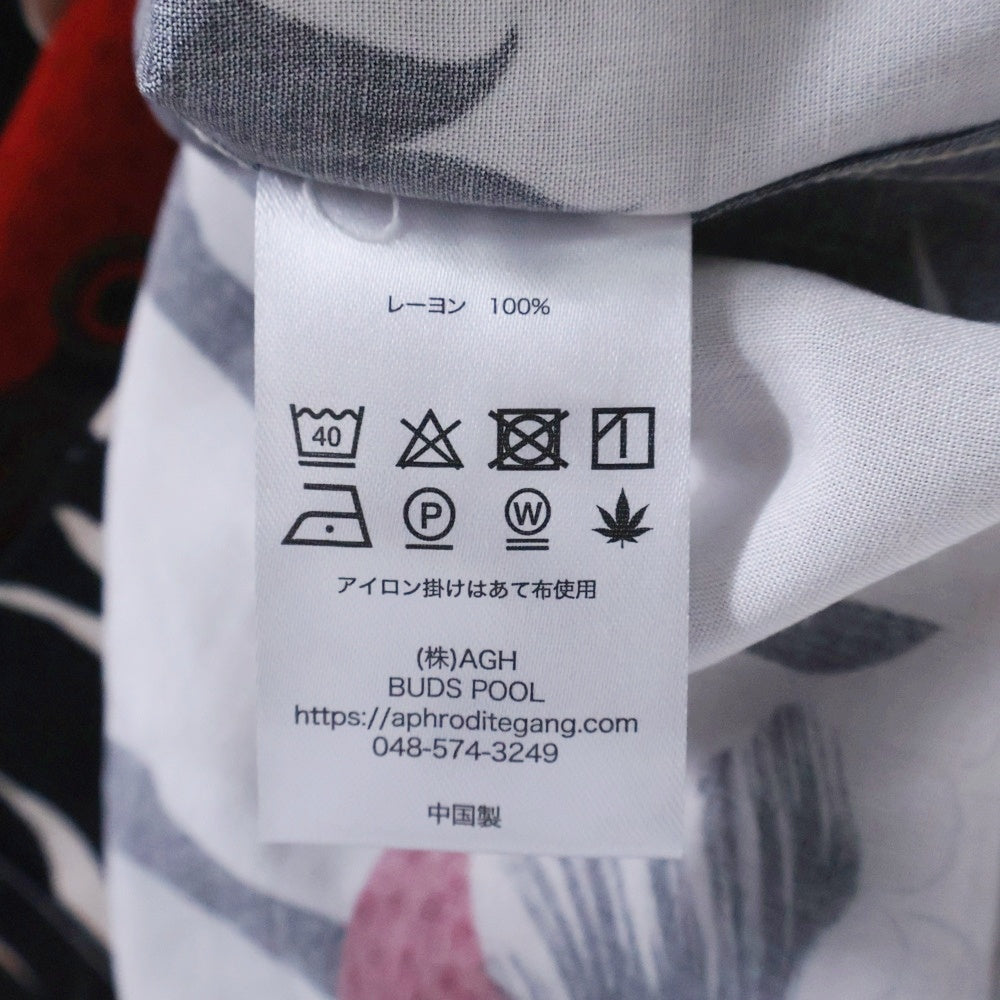 レーヨン 100%
40
P W
アイロン掛けはあて布使用
(株)AGH
BUDS POOL
https://aphroditegang.com
048-574-3249
中国製